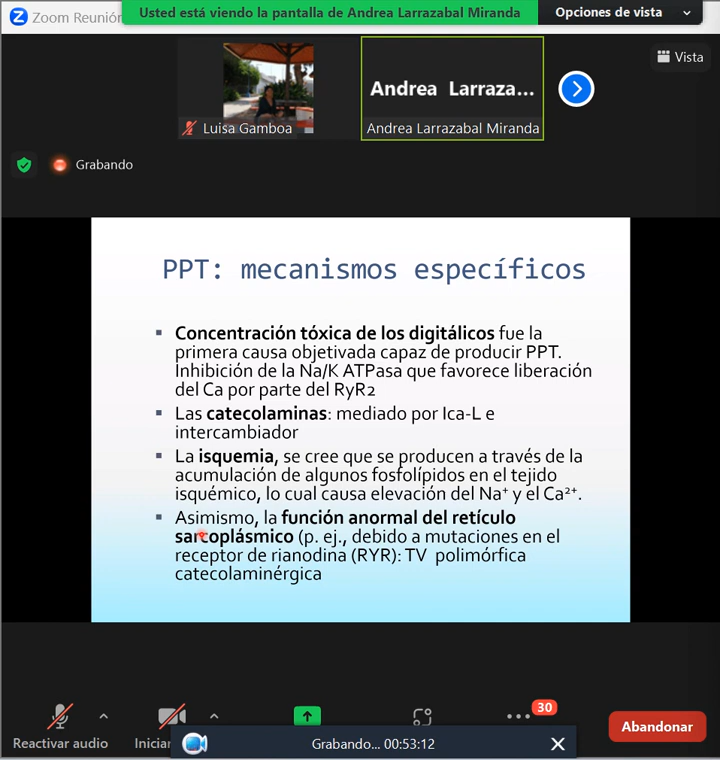 Zoom Reunión
Usted está viendo la pantalla de Andrea Larrazabal Miranda
Opciones de vista
Vista
Andrea Larraza...
Luisa Gamboa
Andrea Larrazabal Miranda
Grabando
PPT: mecanismos específicos
▪ Concentración tóxica de los digitálicos fue la
primera causa objetivada capaz de producir PPT.
Inhibición de la Na/K ATPasa que favorece liberación
del Ca por parte del RyR2
▪ Las catecolaminas: mediado por Ica-L e
intercambiador
▪ La isquemia, se cree que se producen a través de la
acumulación de algunos fosfolípidos en el tejido
isquémico, lo cual causa elevación del Na⁺ y el Ca²⁺.
▪ Asimismo, la función anormal del retículo
sarcoplásmico (p. ej., debido a mutaciones en el
receptor de rianodina (RYR): TV polimórfica
catecolaminérgica
30
Reactivar audio
Iniciar
Abandonar
Grabando... 00:53:12